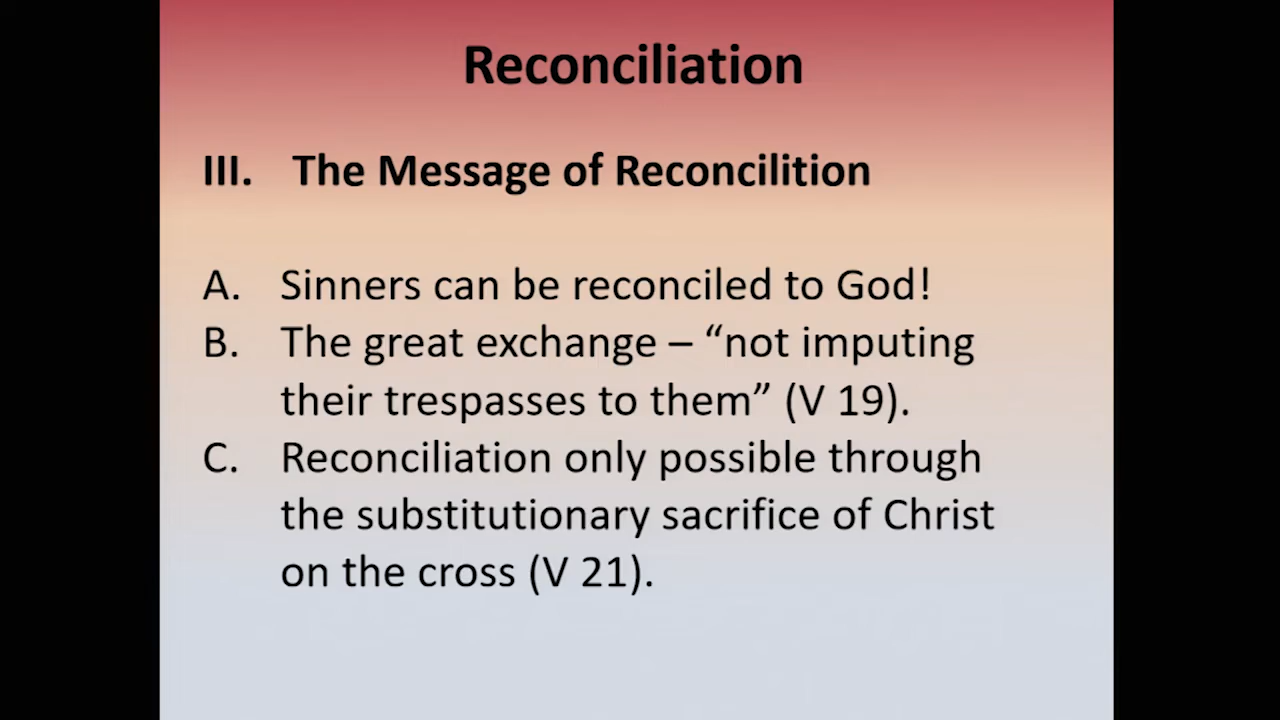 Reconciliation
III. The Message of Reconcilition
A. Sinners can be reconciled to God!
B. The great exchange – “not imputing
their trespasses to them” (V 19).
C. Reconciliation only possible through
the substitutionary sacrifice of Christ
on the cross (V 21).